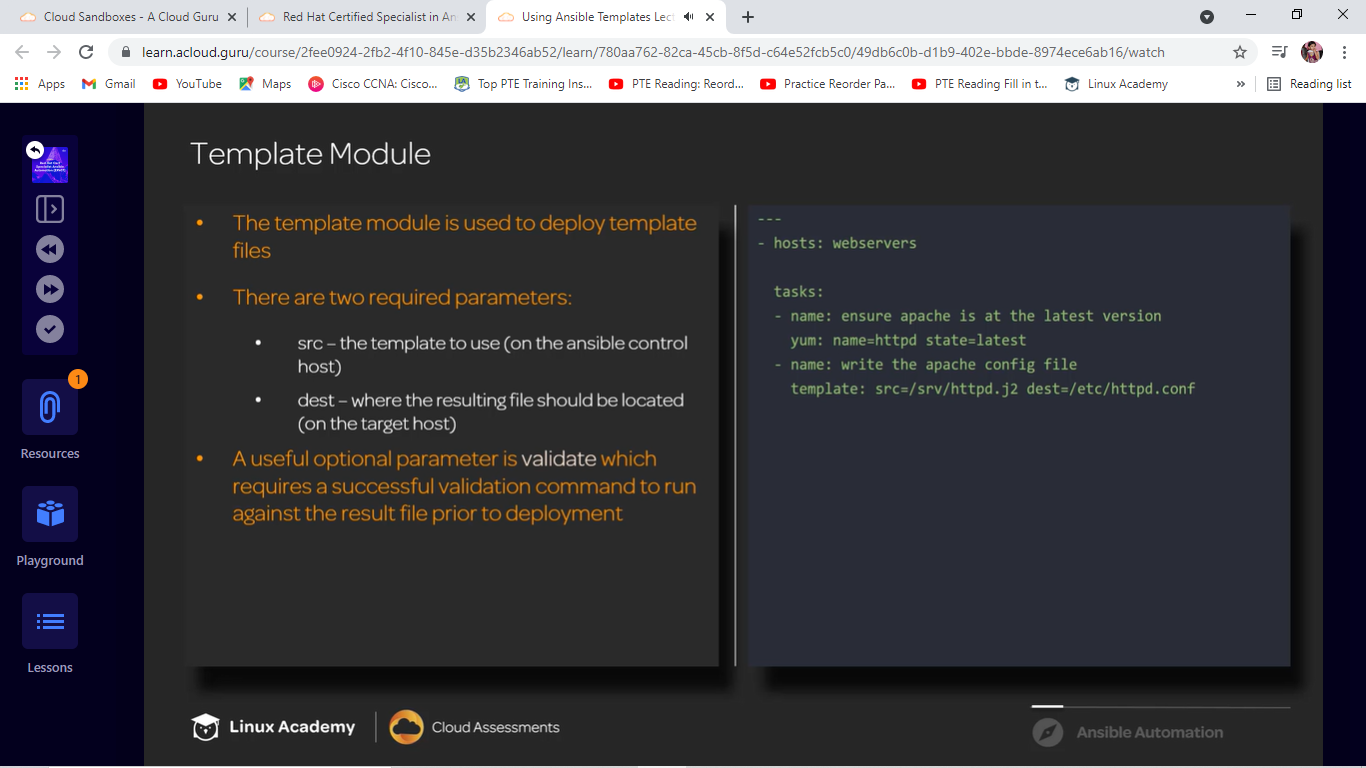 Cloud Sandboxes - A Cloud Guru
Red Hat Certified Specialist in An
Using Ansible Templates Lect
learn.acloud.guru/course/2fee0924-2fb2-4f10-845e-d35b2346ab52/learn/780aa762-82ca-45cb-8f5d-c64e52fcb5c0/49db6c0b-d1b9-402e-bbde-8974ece6ab16/watch
Apps
Gmail
YouTube
Maps
Cisco CCNA: Cisco...
Top PTE Training Ins...
PTE Reading: Reord...
Practice Reorder Pa...
PTE Reading Fill in t...
Linux Academy
»
Reading list
Template Module
• The template module is used to deploy template
files
• There are two required parameters:
• src – the template to use (on the ansible control
host)
• dest – where the resulting file should be located
(on the target host)
• A useful optional parameter is validate which
requires a successful validation command to run
against the result file prior to deployment
---
- hosts: webservers
tasks:
- name: ensure apache is at the latest version
yum: name=httpd state=latest
- name: write the apache config file
template: src=/srv/httpd.j2 dest=/etc/httpd.conf
1
Resources
Playground
Lessons
Linux Academy
Cloud Assessments
Ansible Automation